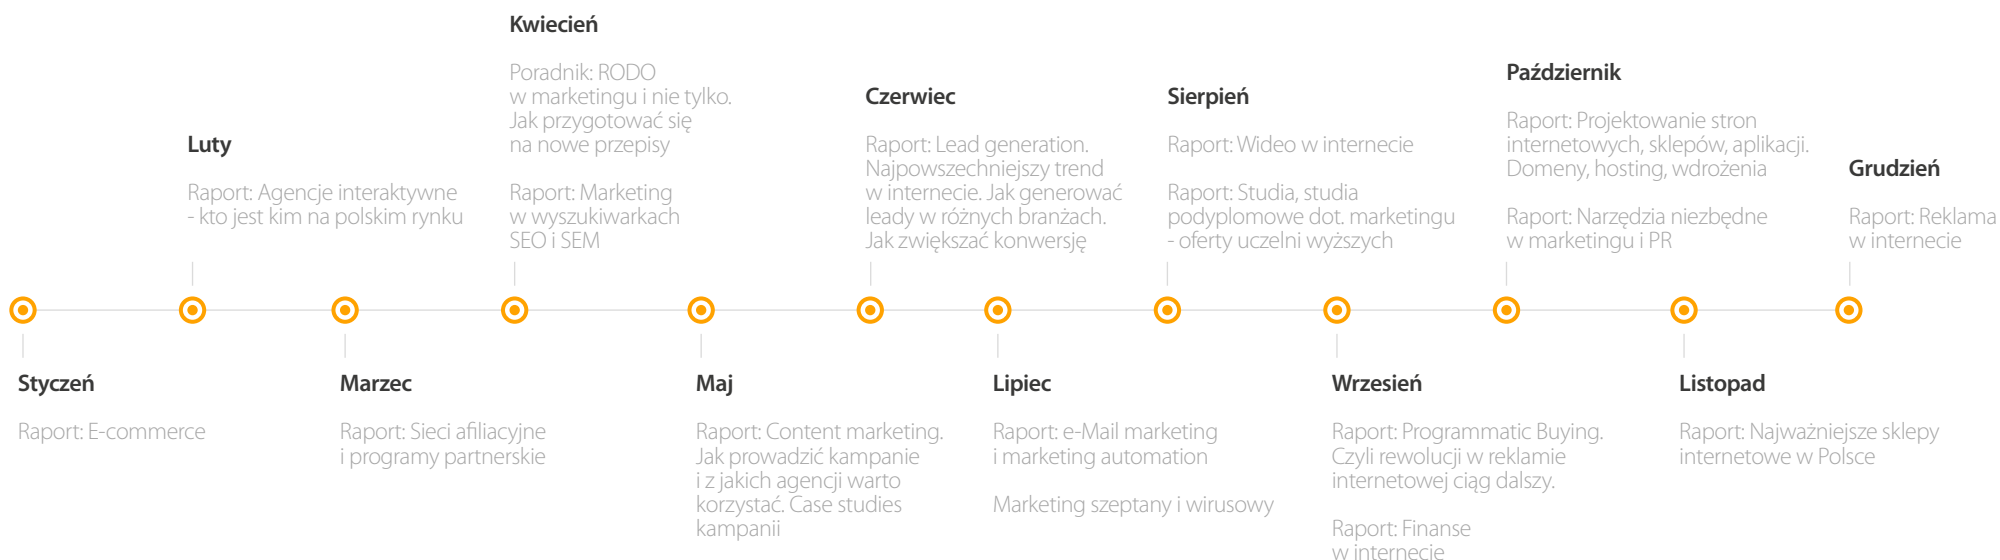 Kwiecień
Poradnik: RODO
w marketingu i nie tylko.
Jak przygotować się
na nowe przepisy
Raport: Marketing
w wyszukiwarkach
SEO i SEM
Październik
Raport: Projektowanie stron
internetowych, sklepów, aplikacji.
Domeny, hosting, wdrożenia
Raport: Narzędzia niezbędne
w marketingu i PR
Czerwiec
Raport: Lead generation.
Najpowszechniejszy trend
w internecie. Jak generować
leady w różnych branżach.
Jak zwiększać konwersję
Sierpień
Raport: Wideo w internecie
Raport: Studia, studia
podyplomowe dot. marketingu
- oferty uczelni wyższych
Luty
Raport: Agencje interaktywne
- kto jest kim na polskim rynku
Grudzień
Raport: Reklama
w internecie
Styczeń
Raport: E-commerce
Marzec
Raport: Sieci afiliacyjne
i programy partnerskie
Maj
Raport: Content marketing.
Jak prowadzić kampanie
i z jakich agencji warto
korzystać. Case studies
kampanii
Lipiec
Raport: e-Mail marketing
i marketing automation
Marketing szeptany i wirusowy
Wrzesień
Raport: Programmatic Buying.
Czyli rewolucji w reklamie
internetowej ciąg dalszy.
Raport: Finanse
w internecie
Listopad
Raport: Najważniejsze sklepy
internetowe w Polsce